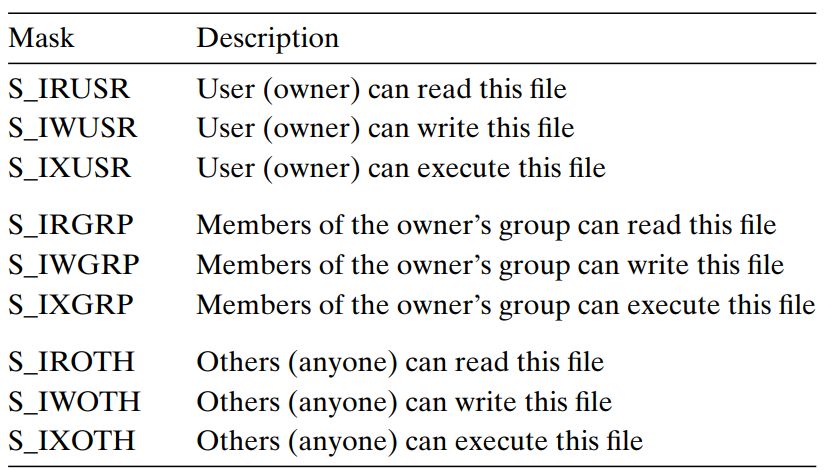 Mask Description
S_IRUSR User (owner) can read this file
S_IWUSR User (owner) can write this file
S_IXUSR User (owner) can execute this file
S_IRGRP Members of the owner’s group can read this file
S_IWGRP Members of the owner’s group can write this file
S_IXGRP Members of the owner’s group can execute this file
S_IROTH Others (anyone) can read this file
S_IWOTH Others (anyone) can write this file
S_IXOTH Others (anyone) can execute this file